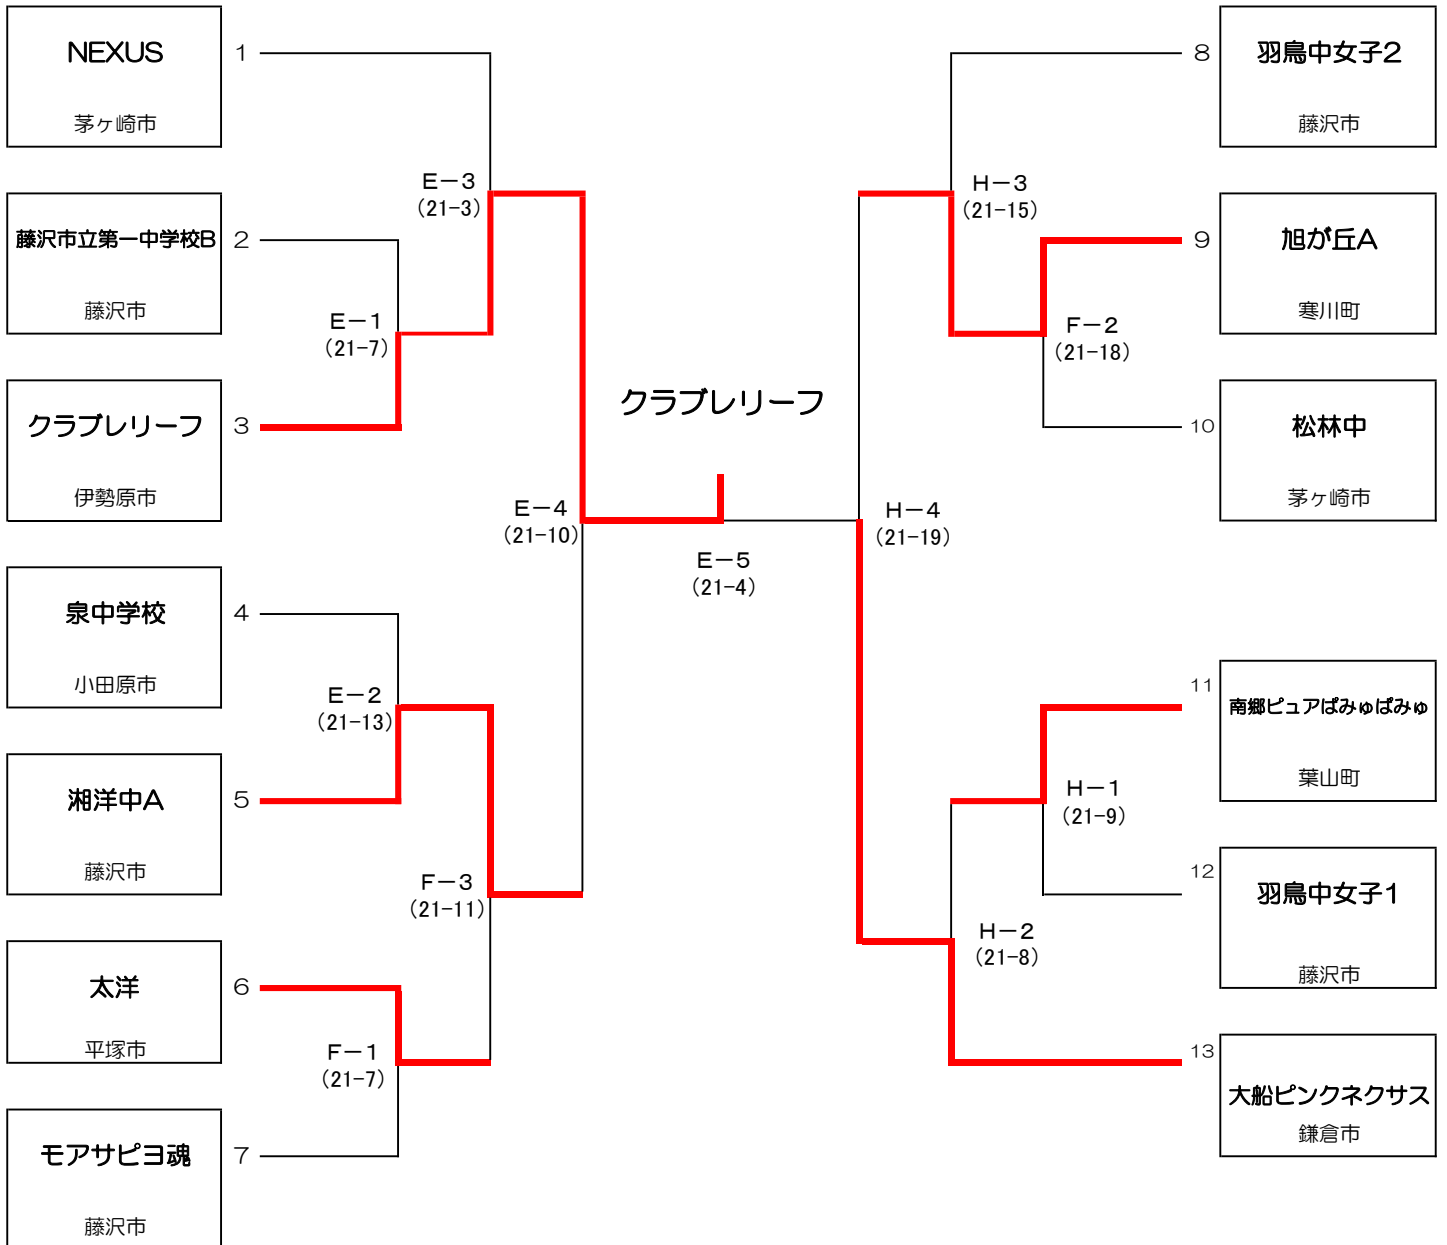 NEXUS
茅ヶ崎市
1
藤沢市立第一中学校B
藤沢市
2
クラブレリーフ
伊勢原市
3
泉中学校
小田原市
4
湘洋中A
藤沢市
5
太洋
平塚市
6
モアサピヨ魂
藤沢市
7
E－3
(21-3)
E－1
(21-7)
E－4
(21-10)
E－2
(21-13)
F－3
(21-11)
F－1
(21-7)
クラブレリーフ
E－5
(21-4)
H－3
(21-15)
F－2
(21-18)
H－4
(21-19)
H－1
(21-9)
H－2
(21-8)
8
羽鳥中女子2
藤沢市
9
旭が丘A
寒川町
10
松林中
茅ヶ崎市
11
南郷ピュアぱみゅぱみゅ
葉山町
12
羽鳥中女子1
藤沢市
13
大船ピンクネクサス
鎌倉市